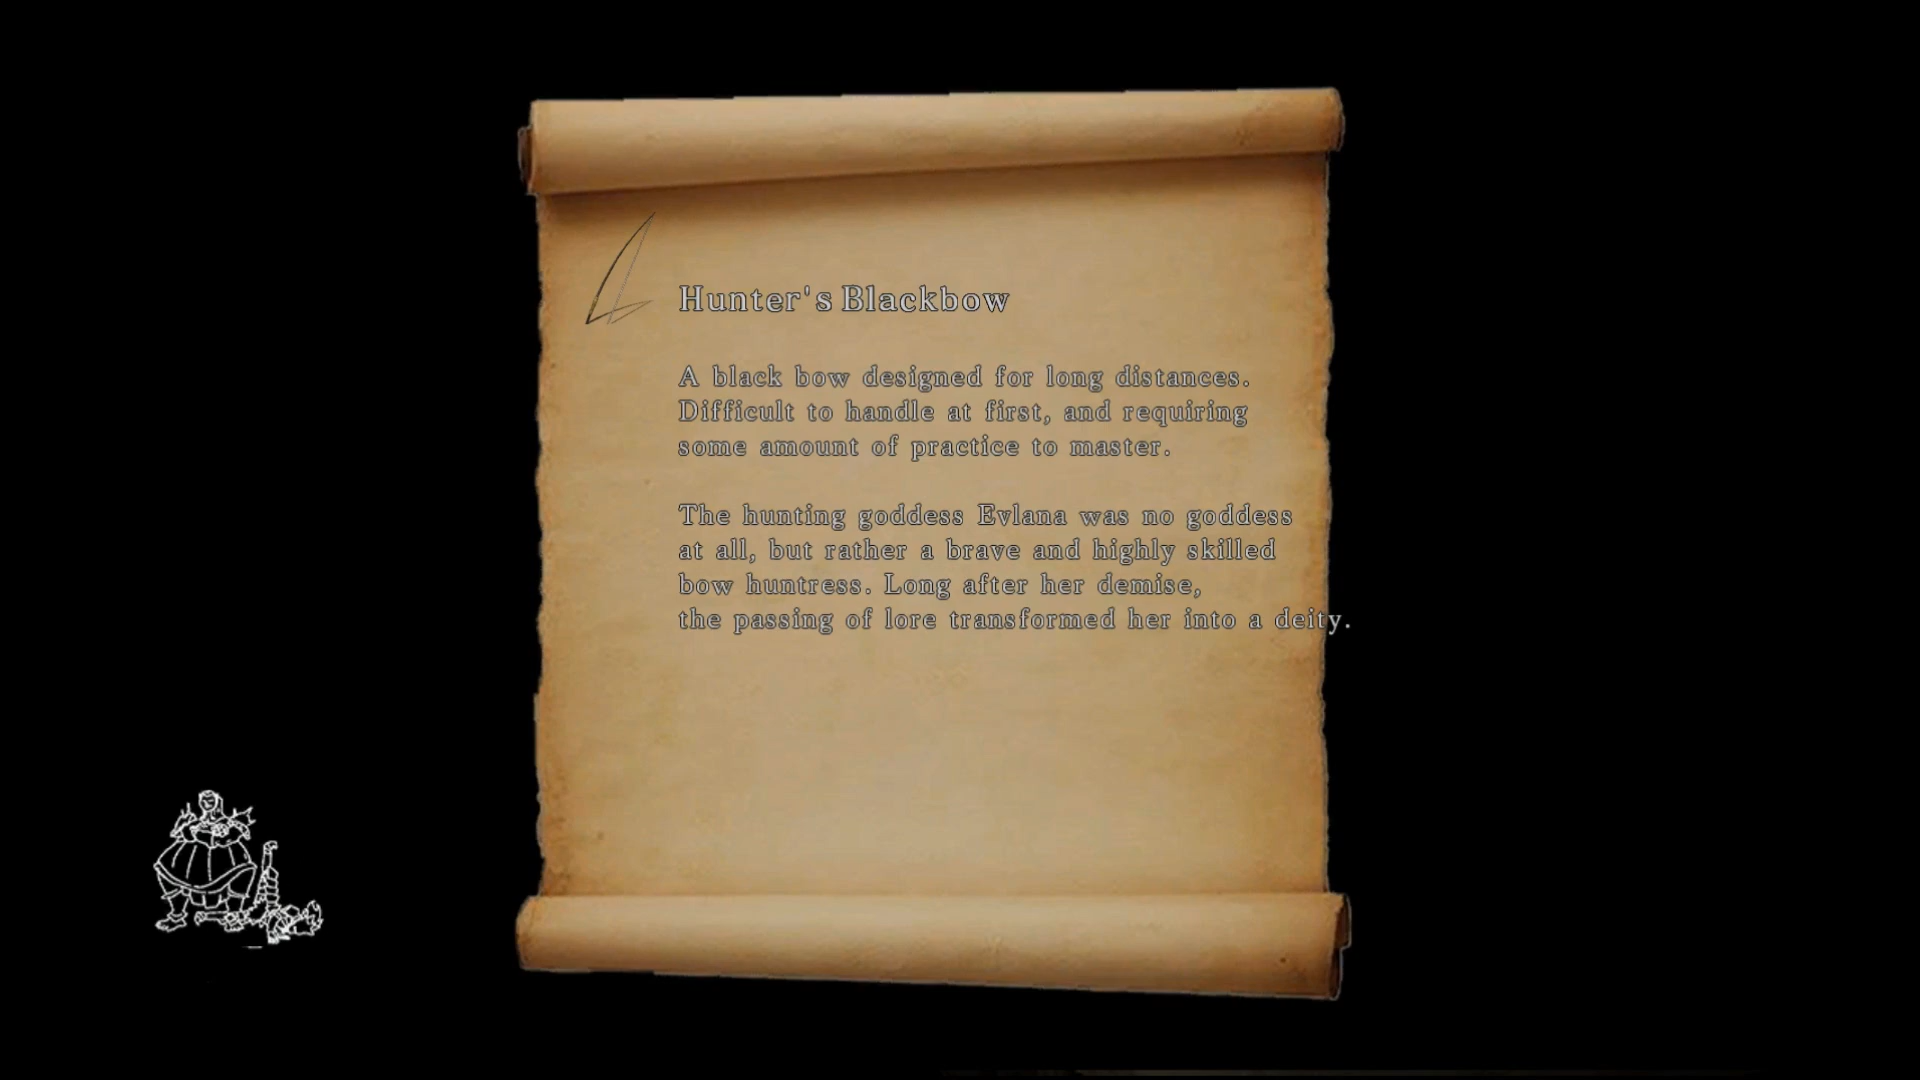 Hunter's Blackbow
A black bow designed for long distances.
Difficult to handle at first, and requiring
some amount of practice to master.
The hunting goddess Evlana was no goddess
at all, but rather a brave and highly skilled
bow huntress. Long after her demise,
the passing of lore transformed her into a deity.